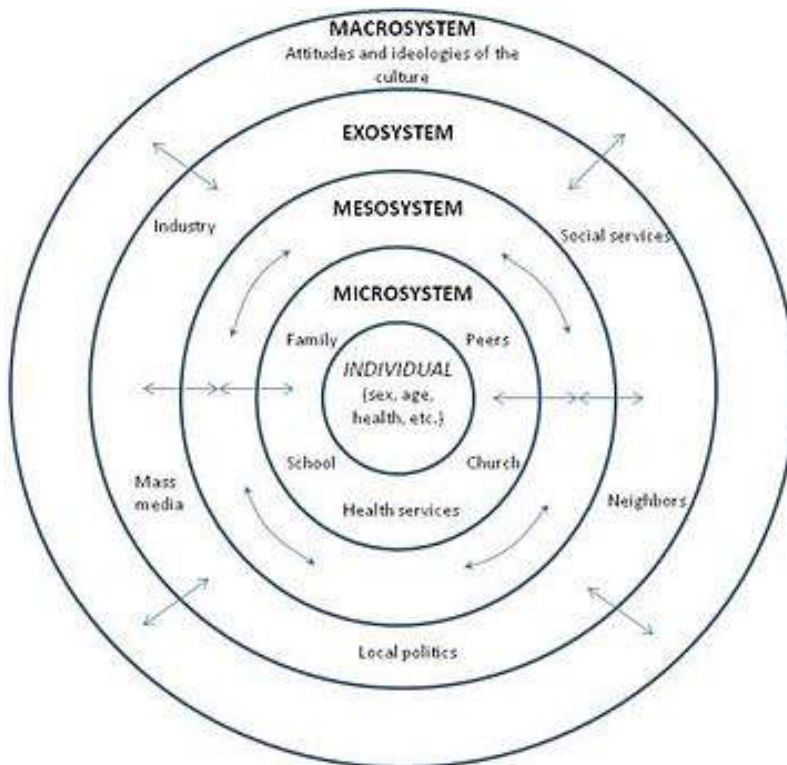 MACROSYSTEM
Attitudes and ideologies of the
culture
EXOSYSTEM
MESOSYSTEM
Industry
Social services
MICROSYSTEM
Family
Peers
INDIVIDUAL
(sex, age,
health, etc.)
School
Church
Mass
media
Health services
Neighbors
Local politics